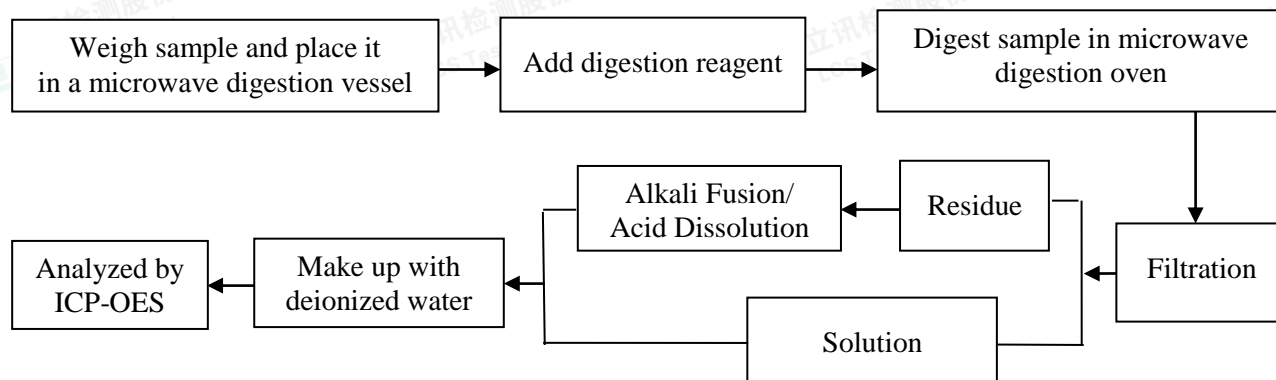 Weigh sample and place it
in a microwave digestion vessel
Add digestion reagent
Digest sample in microwave
digestion oven
Alkali Fusion/
Acid Dissolution
Residue
Filtration
Analyzed by
ICP-OES
Make up with
deionized water
Solution